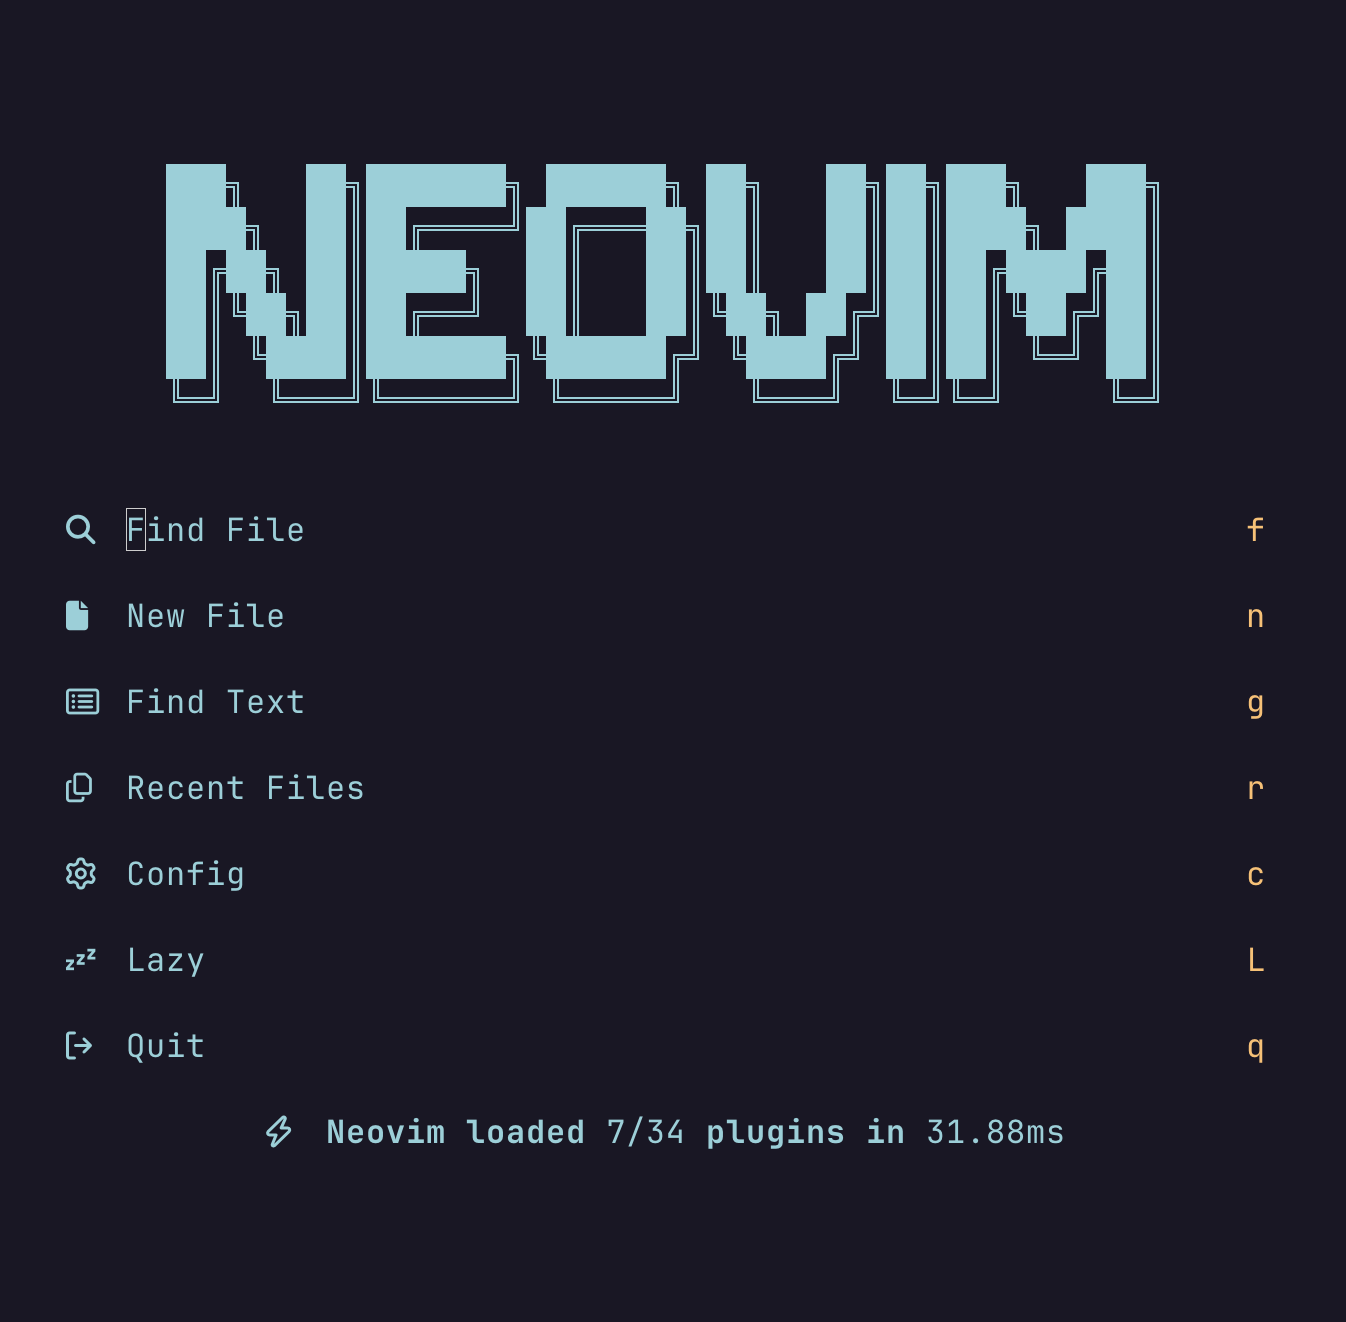 NEOVIM
Find File f
New File n
Find Text g
Recent Files r
Config c
zzz Lazy L
Quit q
Neovim loaded 7/34 plugins in 31.88ms